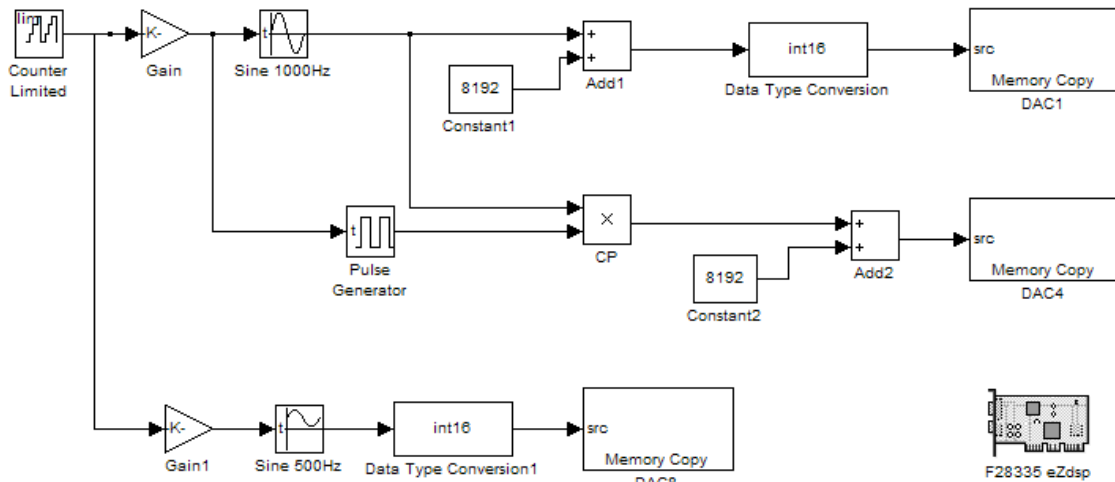 lim
Counter
Limited
K-
Gain
t
Sine 1000Hz
8192
Constant1
+
+
Add1
int16
Data Type Conversion
src
Memory Copy
DAC1
t
Pulse
Generator
×
CP
8192
Constant2
+
+
Add2
src
Memory Copy
DAC4
K-
Gain1
t
Sine 500Hz
int16
Data Type Conversion1
src
Memory Copy
F28335 eZdsp